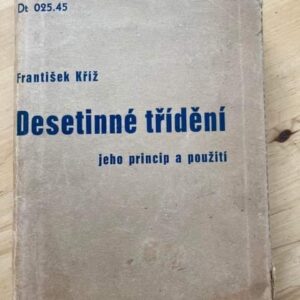 Dt 025.45
František Kříž
Desetinné třídění
jeho princip a použití